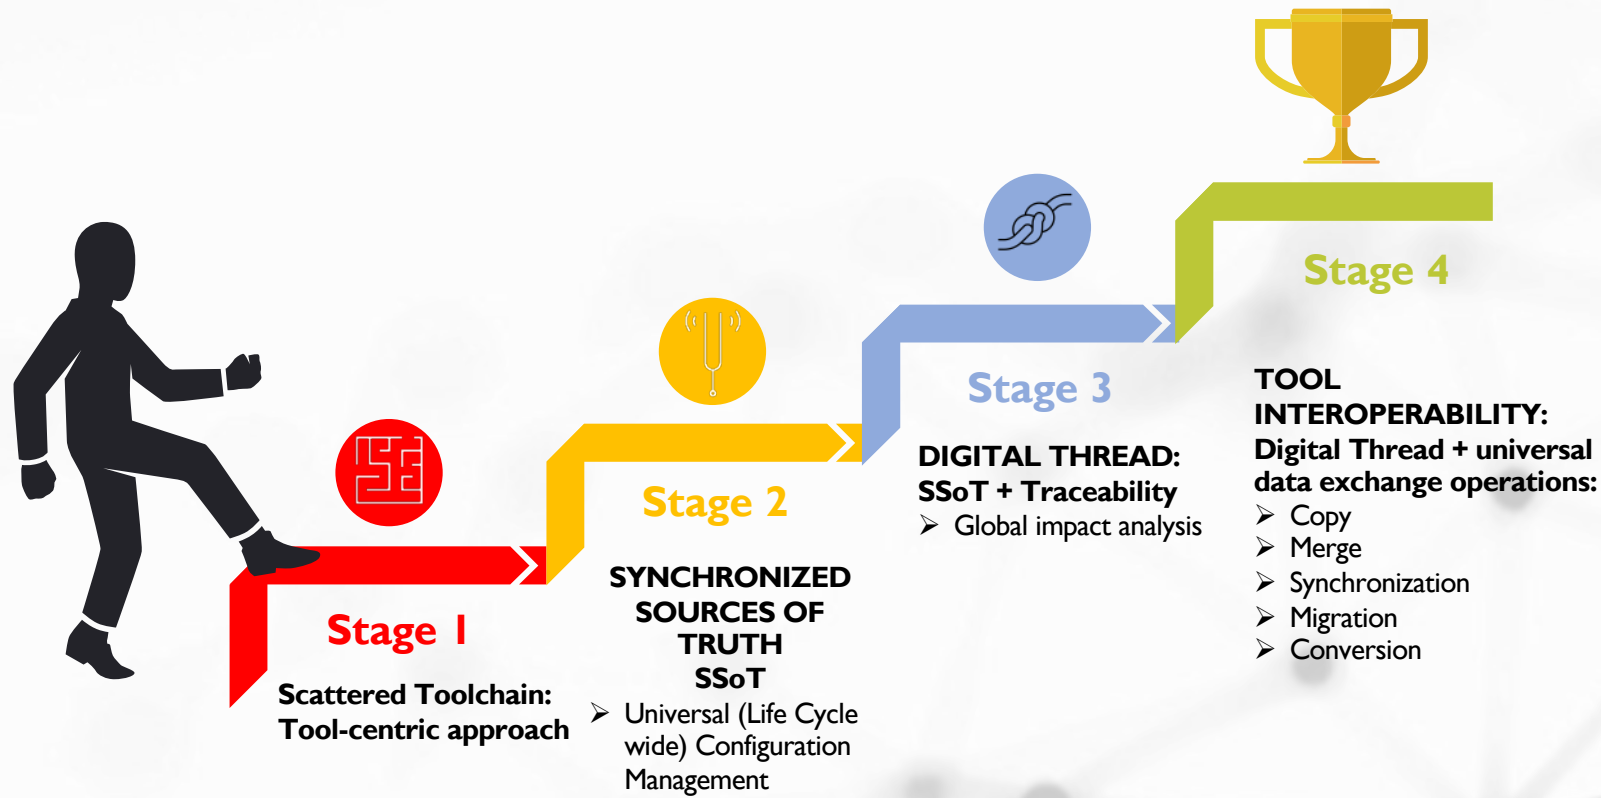 Stage 1
Scattered Toolchain:
Tool-centric approach
Stage 2
SYNCHRONIZED
SOURCES OF
TRUTH
SSoT
➢ Universal (Life Cycle
wide) Configuration
Management
Stage 3
DIGITAL THREAD:
SSoT + Traceability
➢ Global impact analysis
Stage 4
TOOL
INTEROPERABILITY:
Digital Thread + universal
data exchange operations:
➢ Copy
➢ Merge
➢ Synchronization
➢ Migration
➢ Conversion